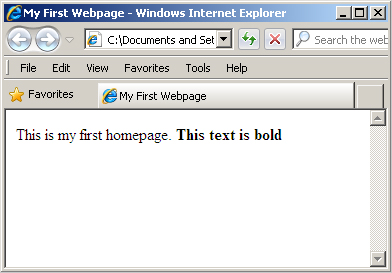 My First Webpage - Windows Internet Explorer
C:\Documents and Set
Search the web
File Edit View Favorites Tools Help
Favorites My First Webpage
This is my first homepage. This text is bold